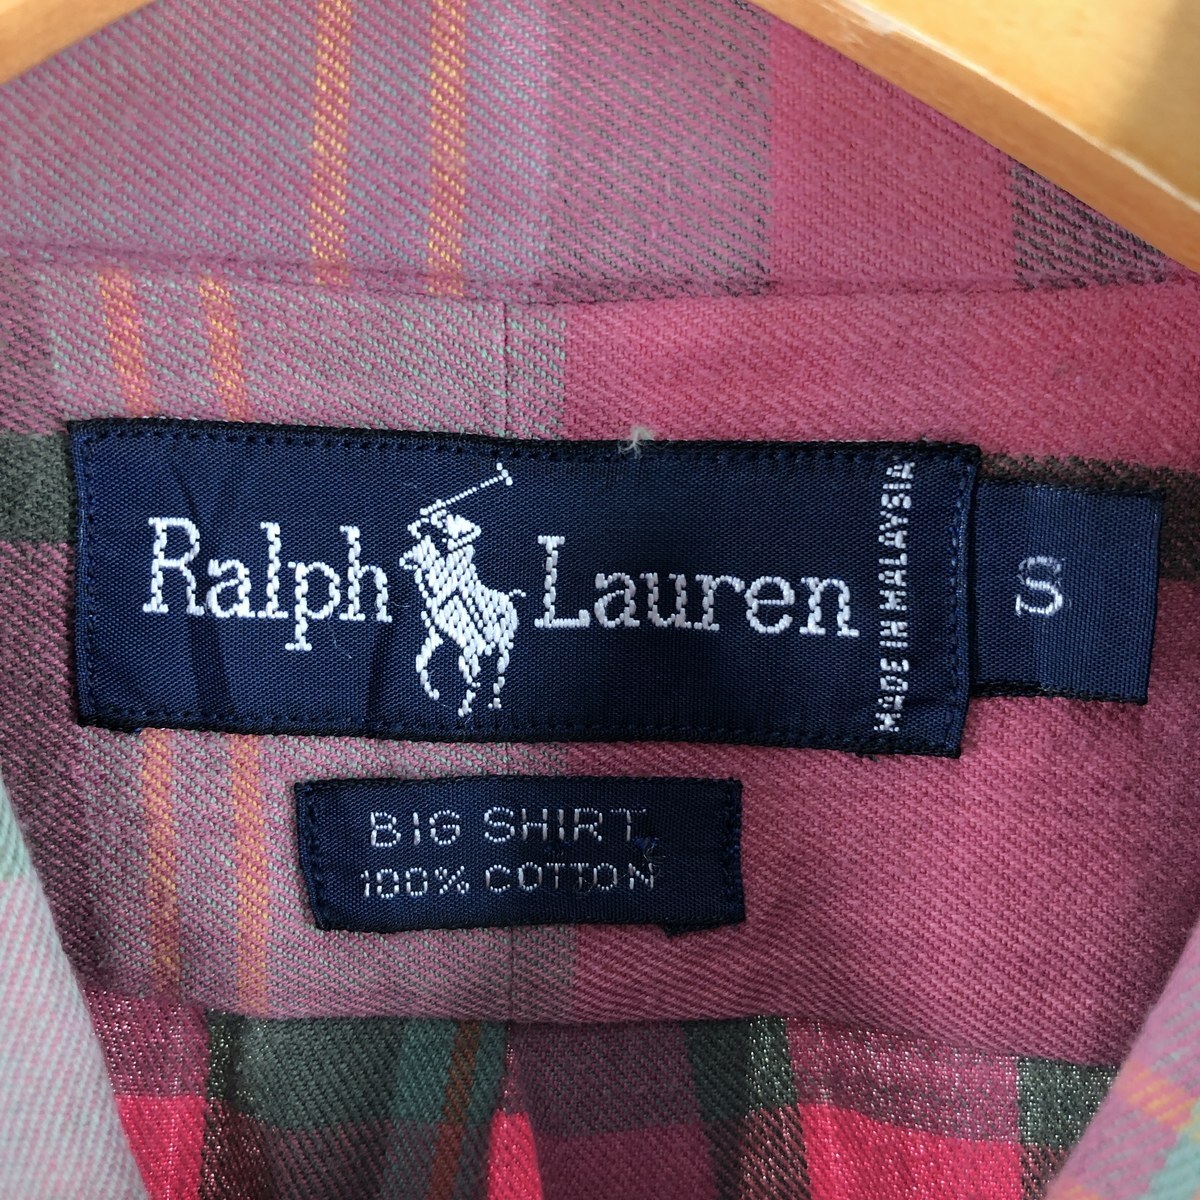 Ralph Lauren
MADE IN MALAYSIA
S
BIG SHIRT
100% COTTON